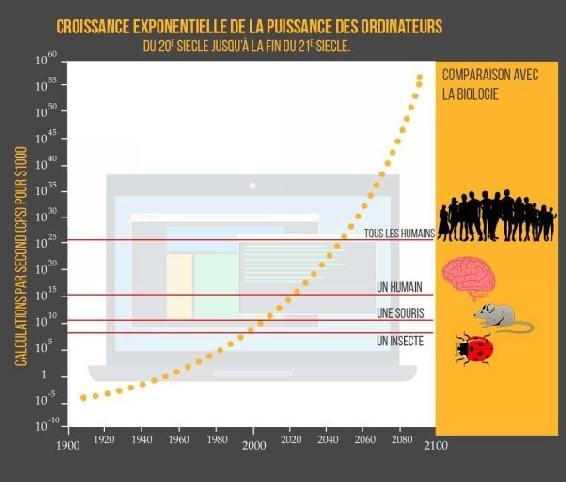 CROISSANCE EXPONENTIELLE DE LA PUISSANCE DES ORDINATEURS
DU 20E SIECLE JUSQU'À LA FIN DU 21E SIECLE.
COMPARAISON AVEC
LA BIOLOGIE
CALCULATIONS PAR SECOND (CPS) POUR $1000
10^60
10^55
10^50
10^45
10^40
10^35
10^30
10^25
10^20
10^15
10^10
10^5
1
10^-5
10^-10
TOUS LES HUMAINS
UN HUMAIN
UNE SOURIS
UN INSECTE
1900 1920 1940 1960 1980 2000 2020 2040 2060 2080 2100